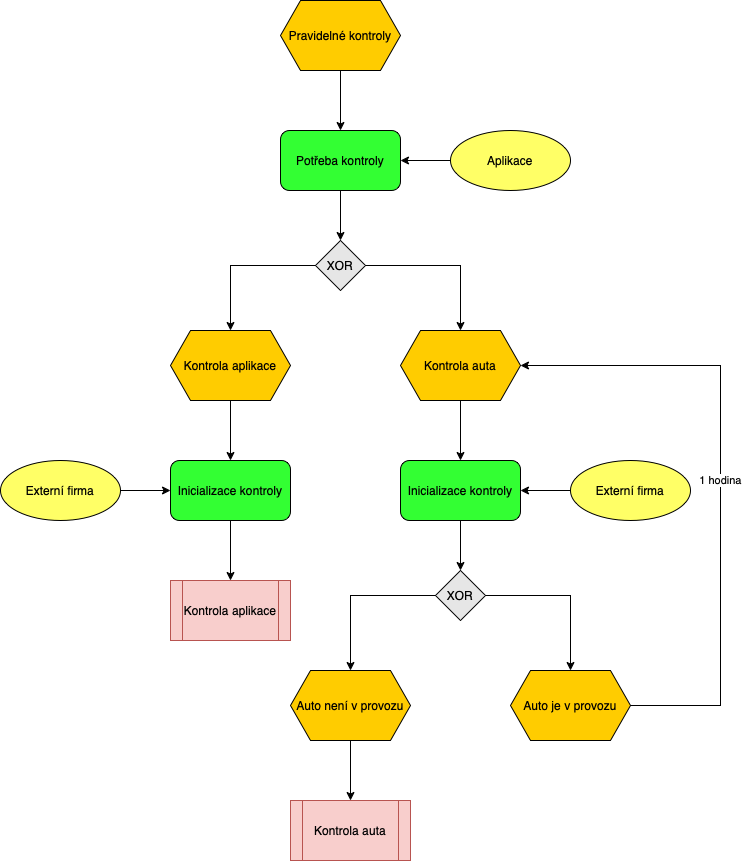 Pravidelné kontroly
Potřeba kontroly
Aplikace
XOR
Kontrola aplikace
Kontrola auta
Externí firma
Inicializace kontroly
Inicializace kontroly
Externí firma
1 hodina
Kontrola aplikace
XOR
Auto není v provozu
Auto je v provozu
Kontrola auta